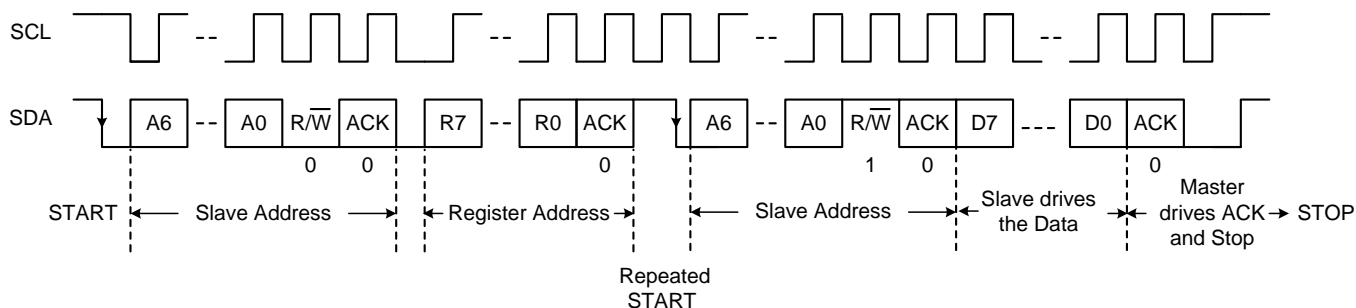 SCL
SDA A6 A0 R/W ACK R7 R0 ACK A6 A0 R/W ACK D7 D0 ACK
0 0 0 1 0 0
START Slave Address Register Address Slave Address Slave drives the Data Master drives ACK and Stop STOP
Repeated
START